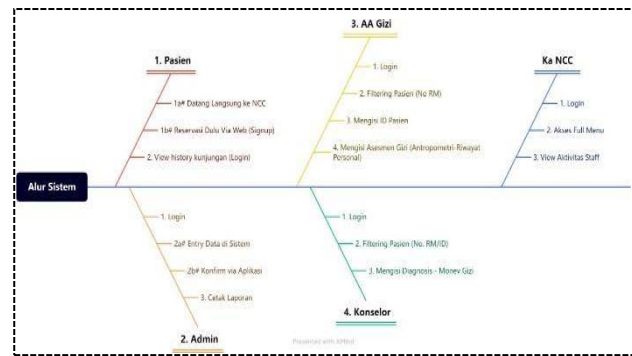 3. AA Gizi
1. Pasien
Ka NCC
1. Login
1a# Datang Langsung ke NCC
2. Filtering Pasien (No RM)
1. Login
1b# Reservasi Dulu Via Web (Signup)
3. Mengisi ID Pasien
2. Akses Full Menu
2. View history kunjungan (Login)
4. Mengisi Asesmen Gizi (Antropometri-Riwayat
Personal)
3. View Aktivitas Staff
Alur Sistem
1. Login
2a# Entry Data di Sistem
2b# Konfirm via Aplikasi
3. Cetak Laporan
2. Admin
1. Login
2. Filtering Pasien (No. RM/ID)
3. Mengisi Diagnosis - Monev Gizi
4. Konselor
Presented with XMind